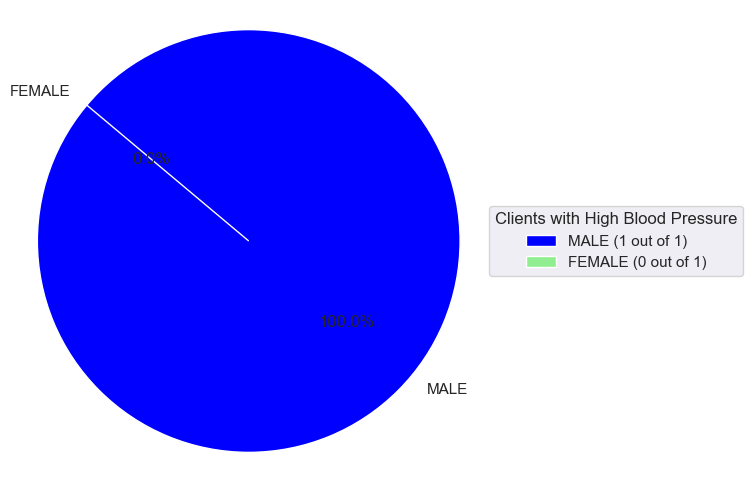 FEMALE
0.0%
Clients with High Blood Pressure
MALE (1 out of 1)
FEMALE (0 out of 1)
100.0%
MALE